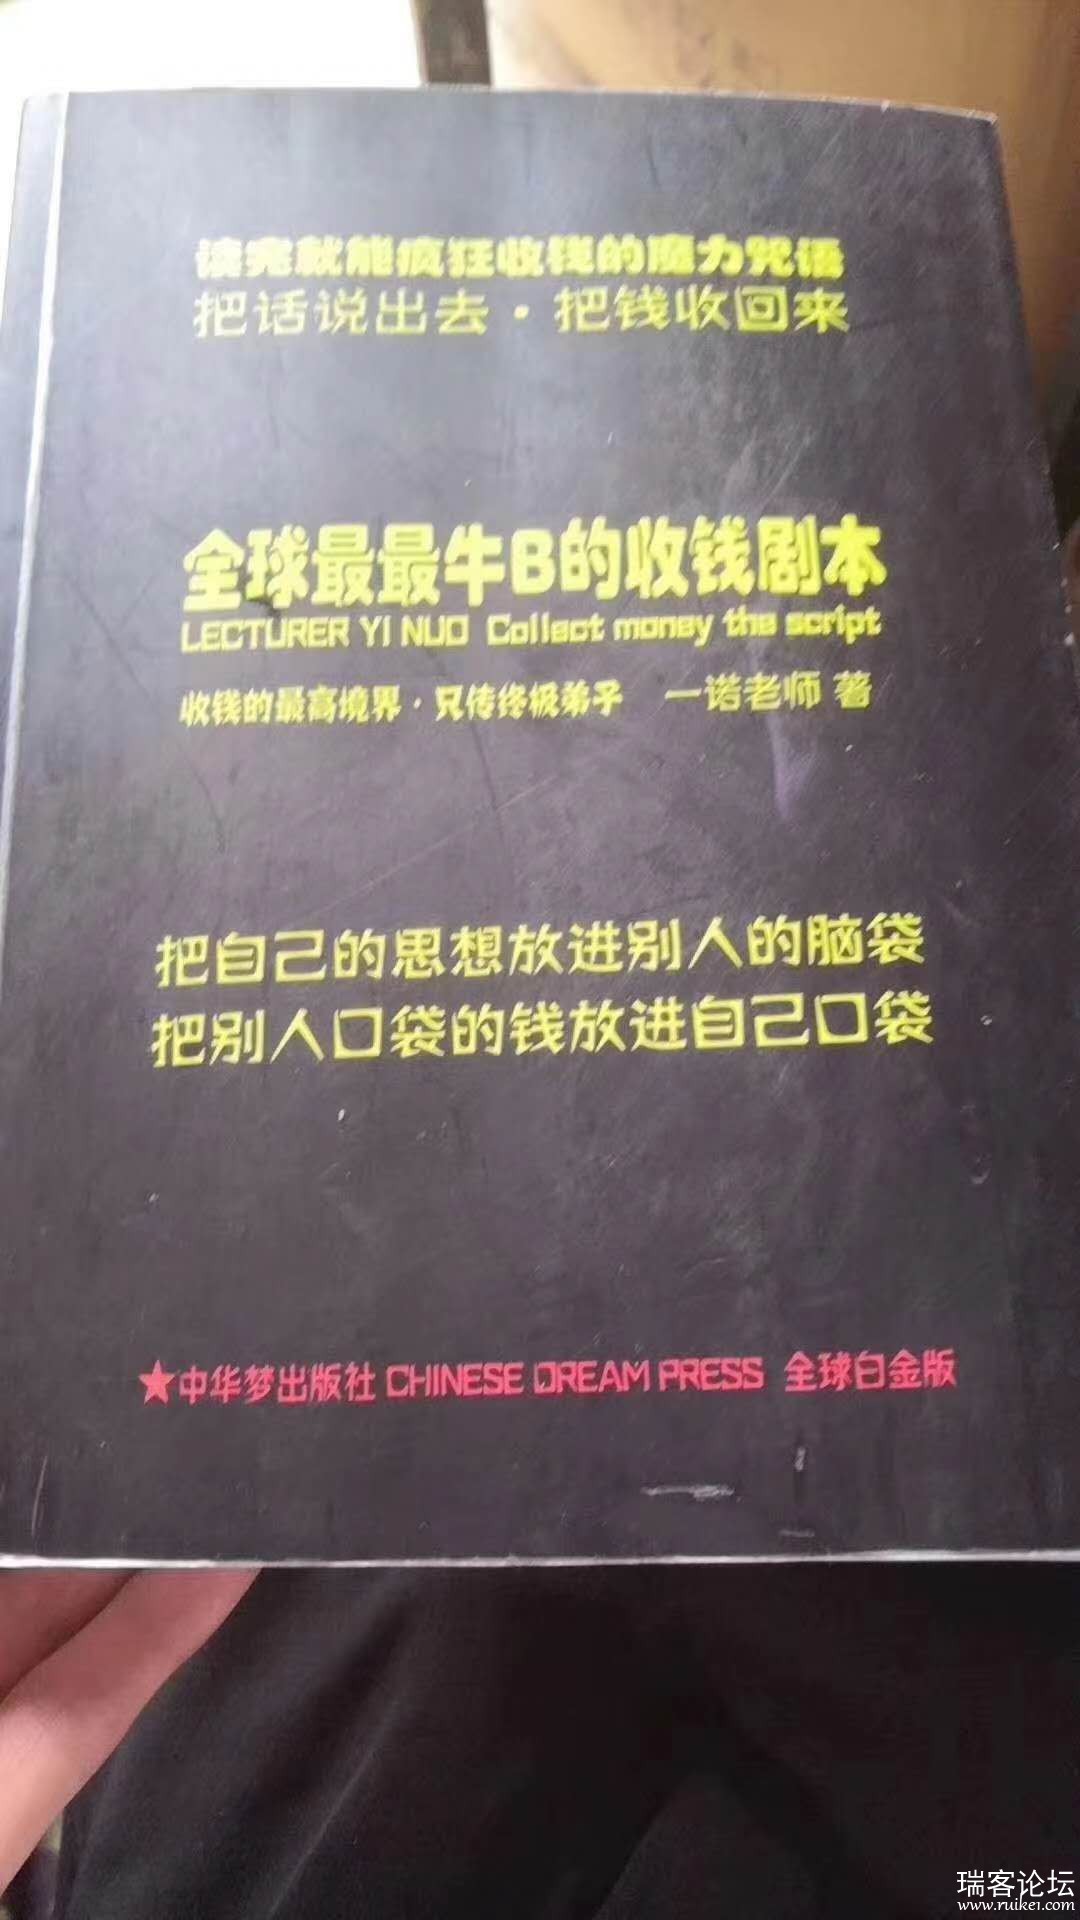 读完就能疯狂收钱的魔力咒语
把话说出去·把钱收回来
全球最最牛B的收钱剧本
LECTURER YI NUO Collect money the script
收钱的最高境界·只传终极弟子 一诺老师 著
把自己的思想放进别人的脑袋
把别人口袋的钱放进自己口袋
★中华梦出版社 CHINESE DREAM PRESS 全球白金版
瑞客论坛
www.ruike1.com